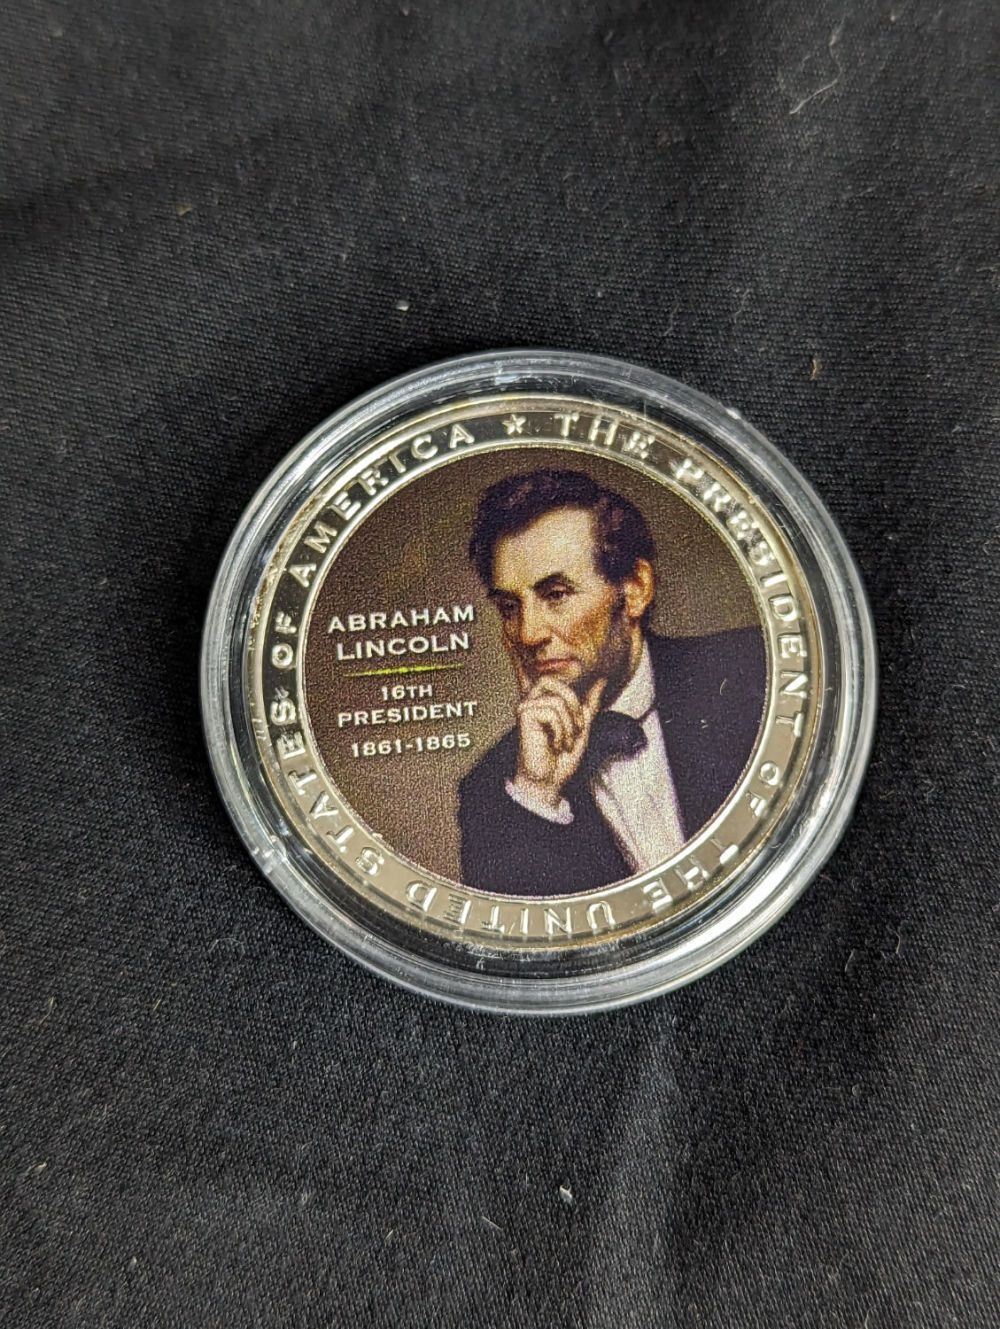 THE PRESIDENT OF THE UNITED STATES OF AMERICA ★
ABRAHAM
LINCOLN
16TH
PRESIDENT
1861-1865